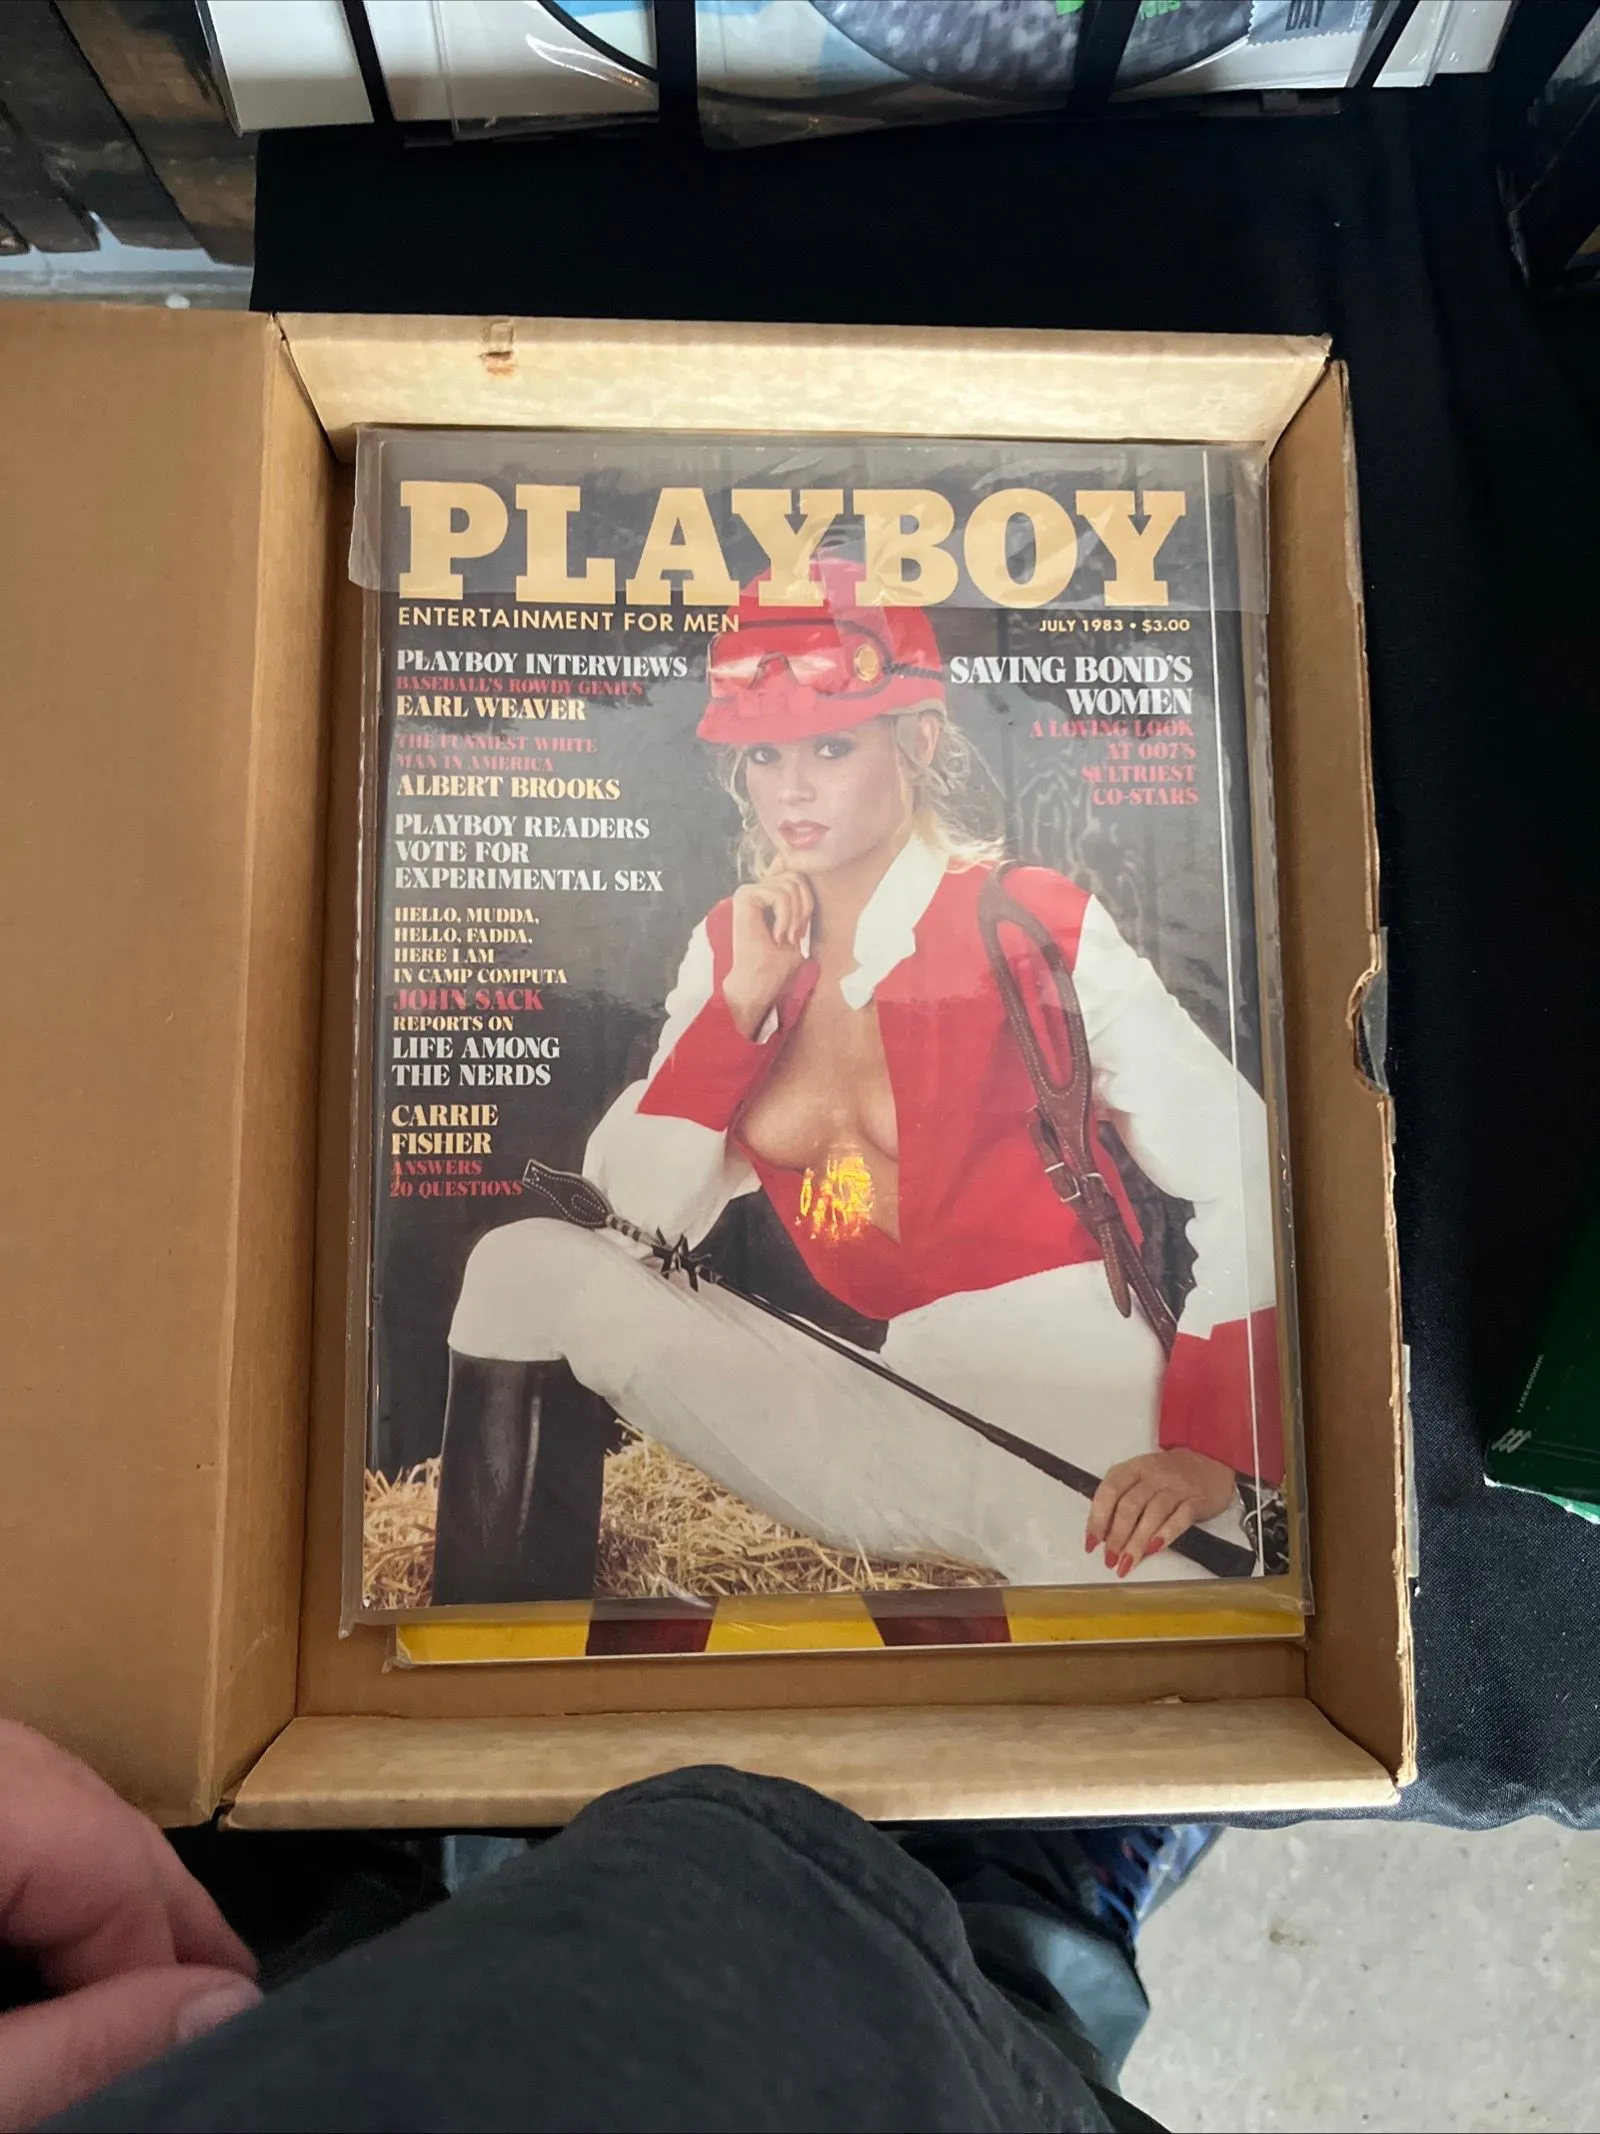 DAY
PLAYBOY
ENTERTAINMENT FOR MEN
JULY 1983 • $3.00
PLAYBOY INTERVIEWS
BASEBALL'S ROWDY GENIUS
EARL WEAVER
THE FUNNIEST WHITE
MAN IN AMERICA
ALBERT BROOKS
PLAYBOY READERS
VOTE FOR
EXPERIMENTAL SEX
HELLO, MUDDA,
HELLO, FADDA,
HERE I AM
IN CAMP COMPUTA
JOHN SACK
REPORTS ON
LIFE AMONG
THE NERDS
CARRIE
FISHER
ANSWERS
20 QUESTIONS
SAVING BOND'S
WOMEN
A LOVING LOOK
AT 007'S
SULTRIEST
CO-STARS